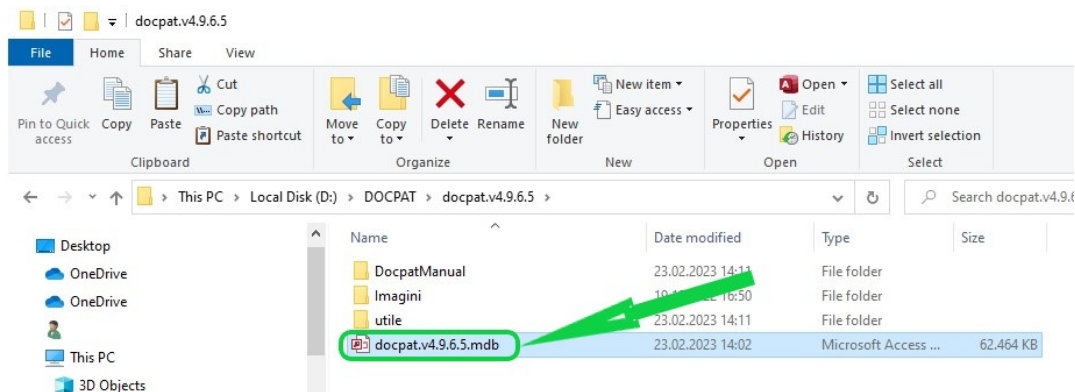 docpat.v4.9.6.5
File Home Share View
Pin to Quick access
Copy
Paste
Cut
Copy path
Paste shortcut
Clipboard
Move to
Copy to
Delete
Rename
Organize
New folder
New item
Easy access
New
Properties
Open
Edit
History
Open
Select all
Select none
Invert selection
Select
This PC > Local Disk (D:) > DOCPAT > docpat.v4.9.6.5 >
Search docpat.v4.9.6
Desktop
OneDrive
OneDrive
This PC
3D Objects
Name Date modified Type Size
DocpatManual 23.02.2023 14:11 File folder
Imagini 16:50 File folder
utile 23.02.2023 14:11 File folder
docpat.v4.9.6.5.mdb 23.02.2023 14:02 Microsoft Access ... 62.464 KB